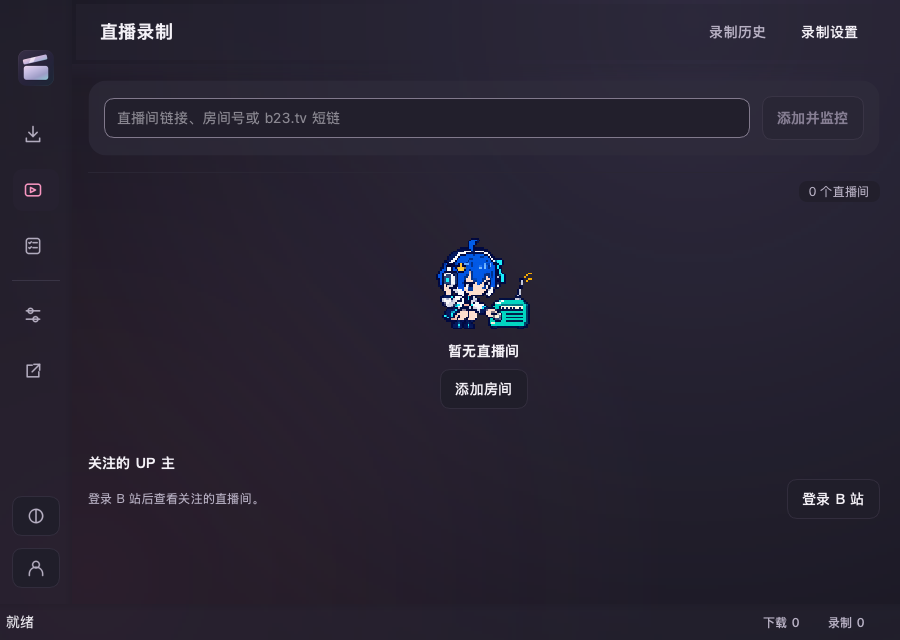 直播录制
录制历史
录制设置
直播间链接、房间号或 b23.tv 短链
添加并监控
0 个直播间
暂无直播间
添加房间
关注的 UP 主
登录 B 站后查看关注的直播间。
登录 B 站
就绪
下载 0
录制 0